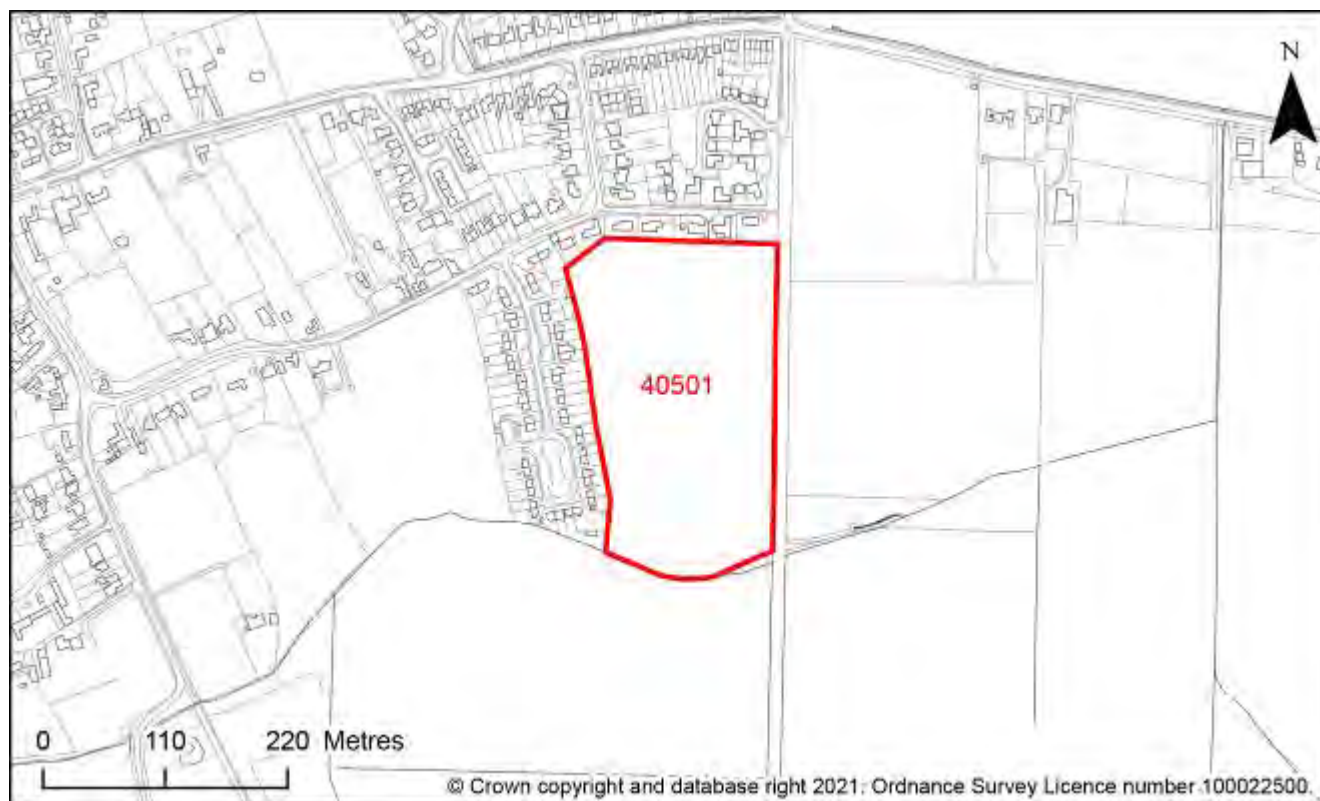 N
40501
0 110 220 Metres
© Crown copyright and database right 2021. Ordnance Survey Licence number 100022500.